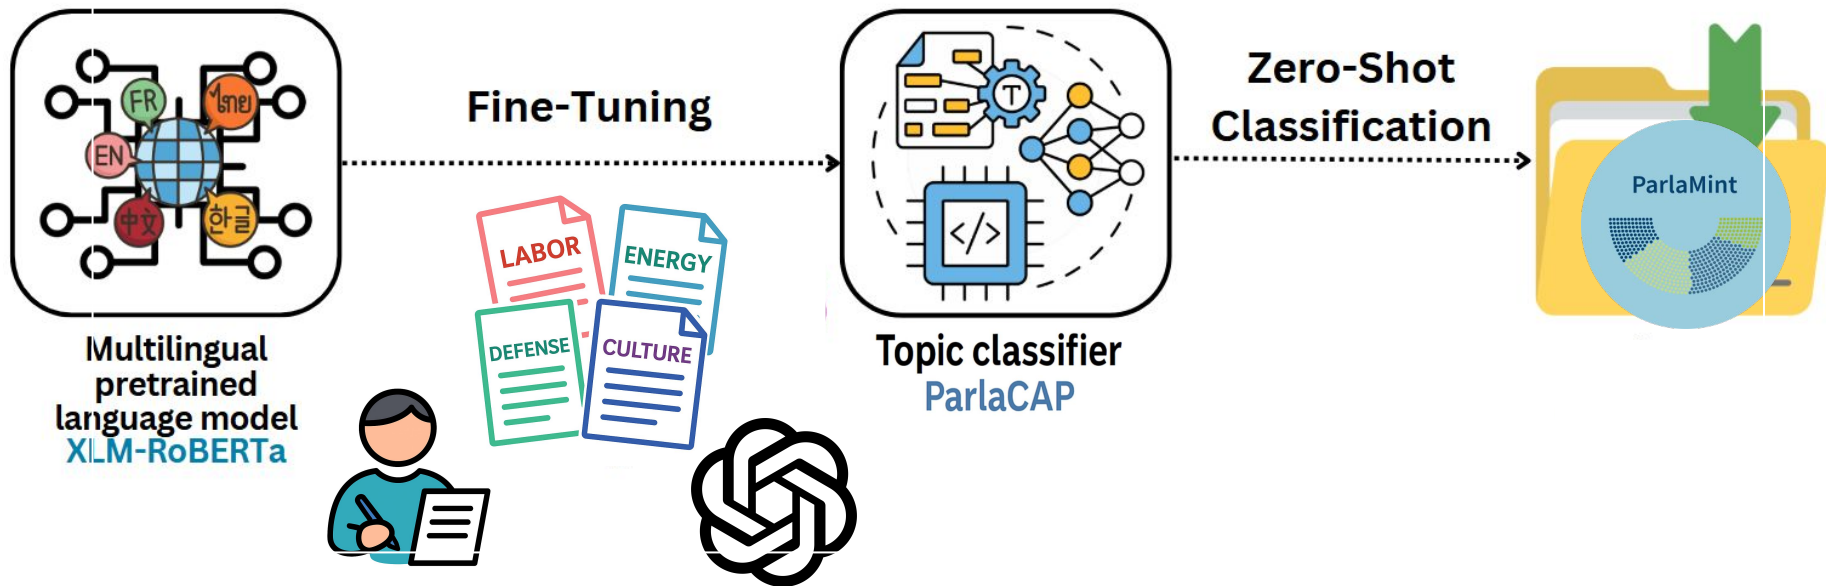 FR
ไทย
EN
中文
한글
Multilingual
pretrained
language model
XLM-RoBERTa
Fine-Tuning
LABOR
ENERGY
DEFENSE
CULTURE
T
</>
Topic classifier
ParlaCAP
Zero-Shot
Classification
ParlaMint